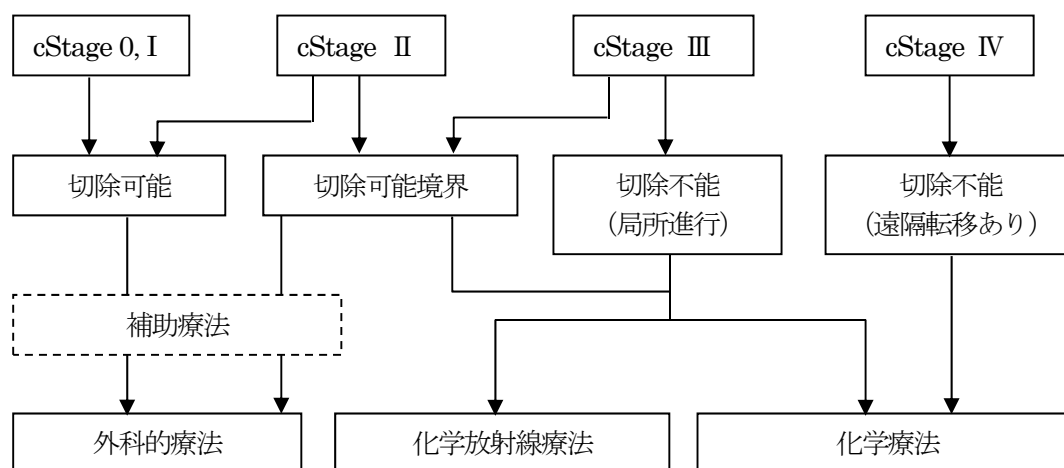 cStage 0, I
cStage Ⅱ
cStage Ⅲ
cStage Ⅳ
切除可能
切除可能境界
切除不能
(局所進行)
切除不能
(遠隔転移あり)
補助療法
外科的療法
化学放射線療法
化学療法